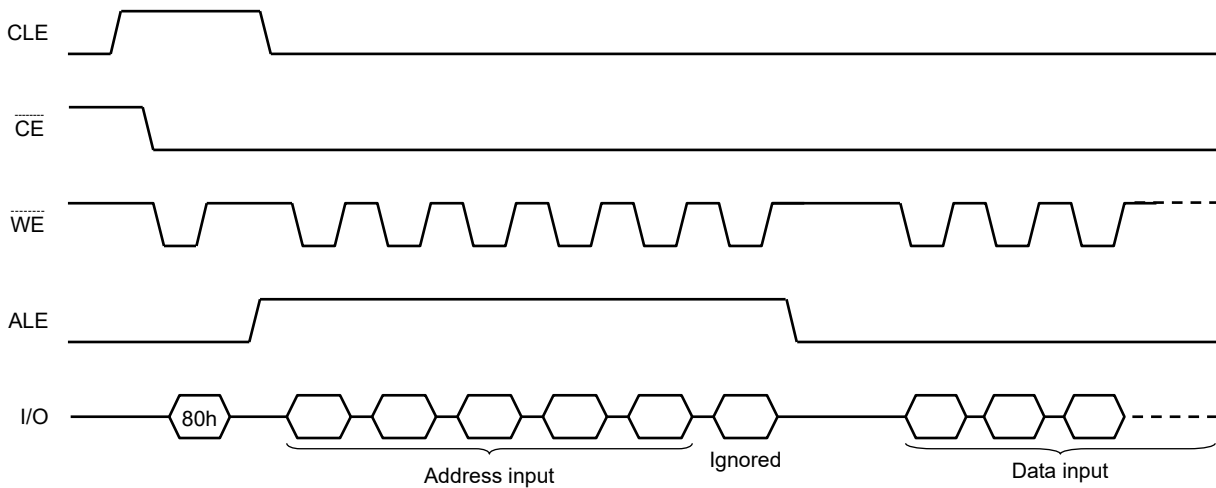 CLE
CE
WE
ALE
I/O
80h
Address input
Ignored
Data input